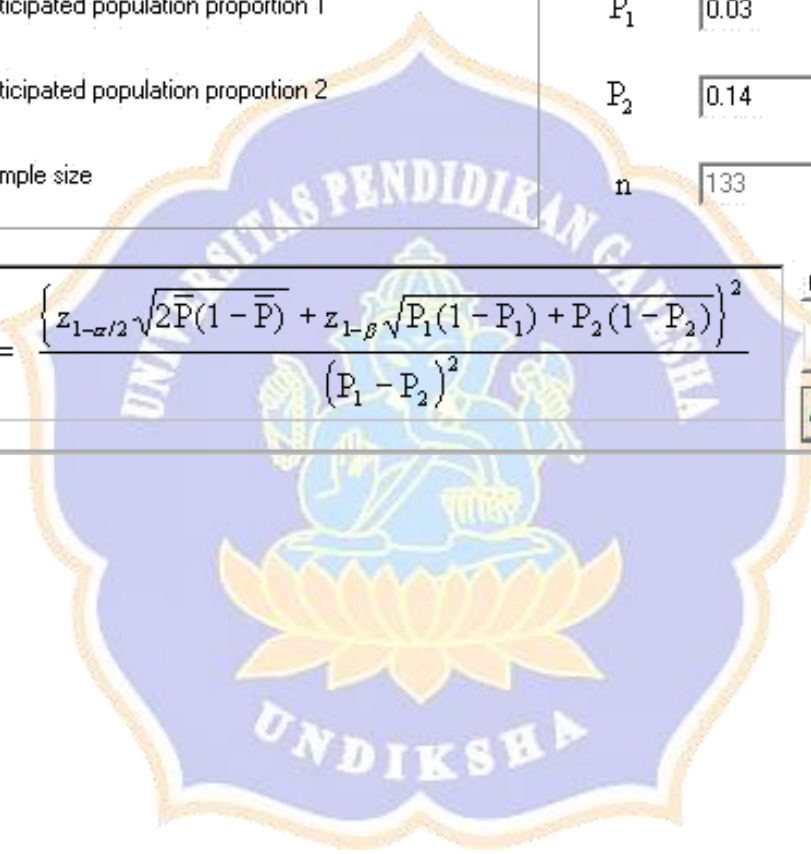 ticipated population proportion 1 P₁ 0.03
ticipated population proportion 2 P₂ 0.14
mple size n 133
= {z₁₋α/₂√2P̅(1 − P̅) + z₁₋β√P₁(1 − P₁) + P₂(1 − P₂)}² / (P₁ − P₂)²
UNIVERSITAS PENDIDIKAN GANESHA
UNDIKSHA